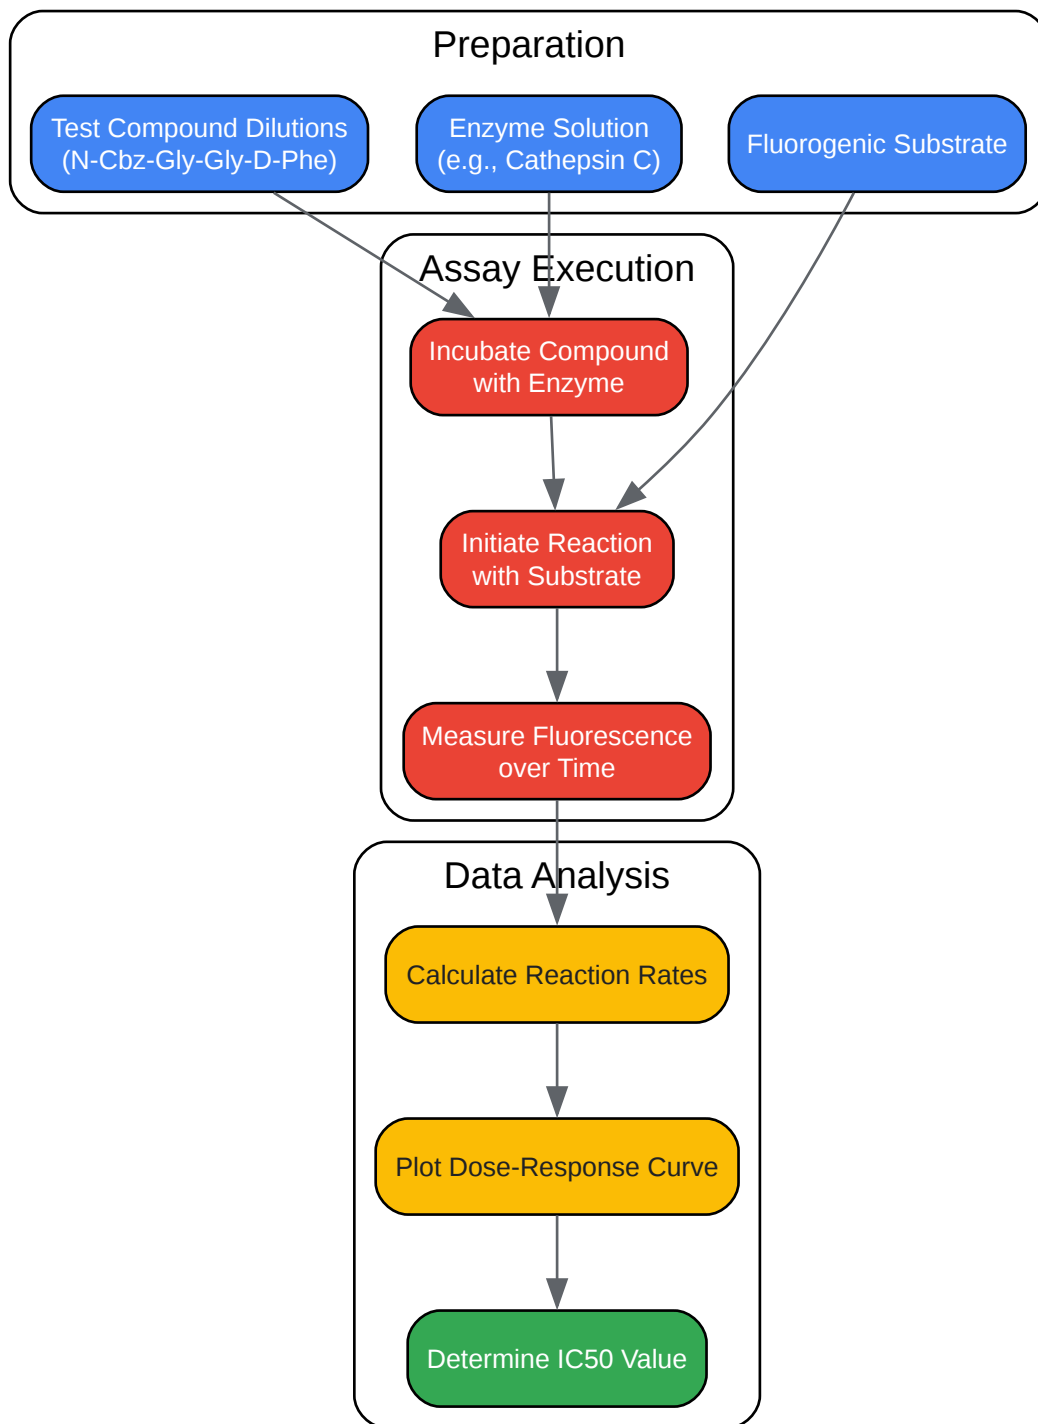 Preparation
Test Compound Dilutions
(N-Cbz-Gly-Gly-D-Phe)
Enzyme Solution
(e.g., Cathepsin C)
Fluorogenic Substrate
Assay Execution
Incubate Compound
with Enzyme
Initiate Reaction
with Substrate
Measure Fluorescence
over Time
Data Analysis
Calculate Reaction Rates
Plot Dose-Response Curve
Determine IC50 Value